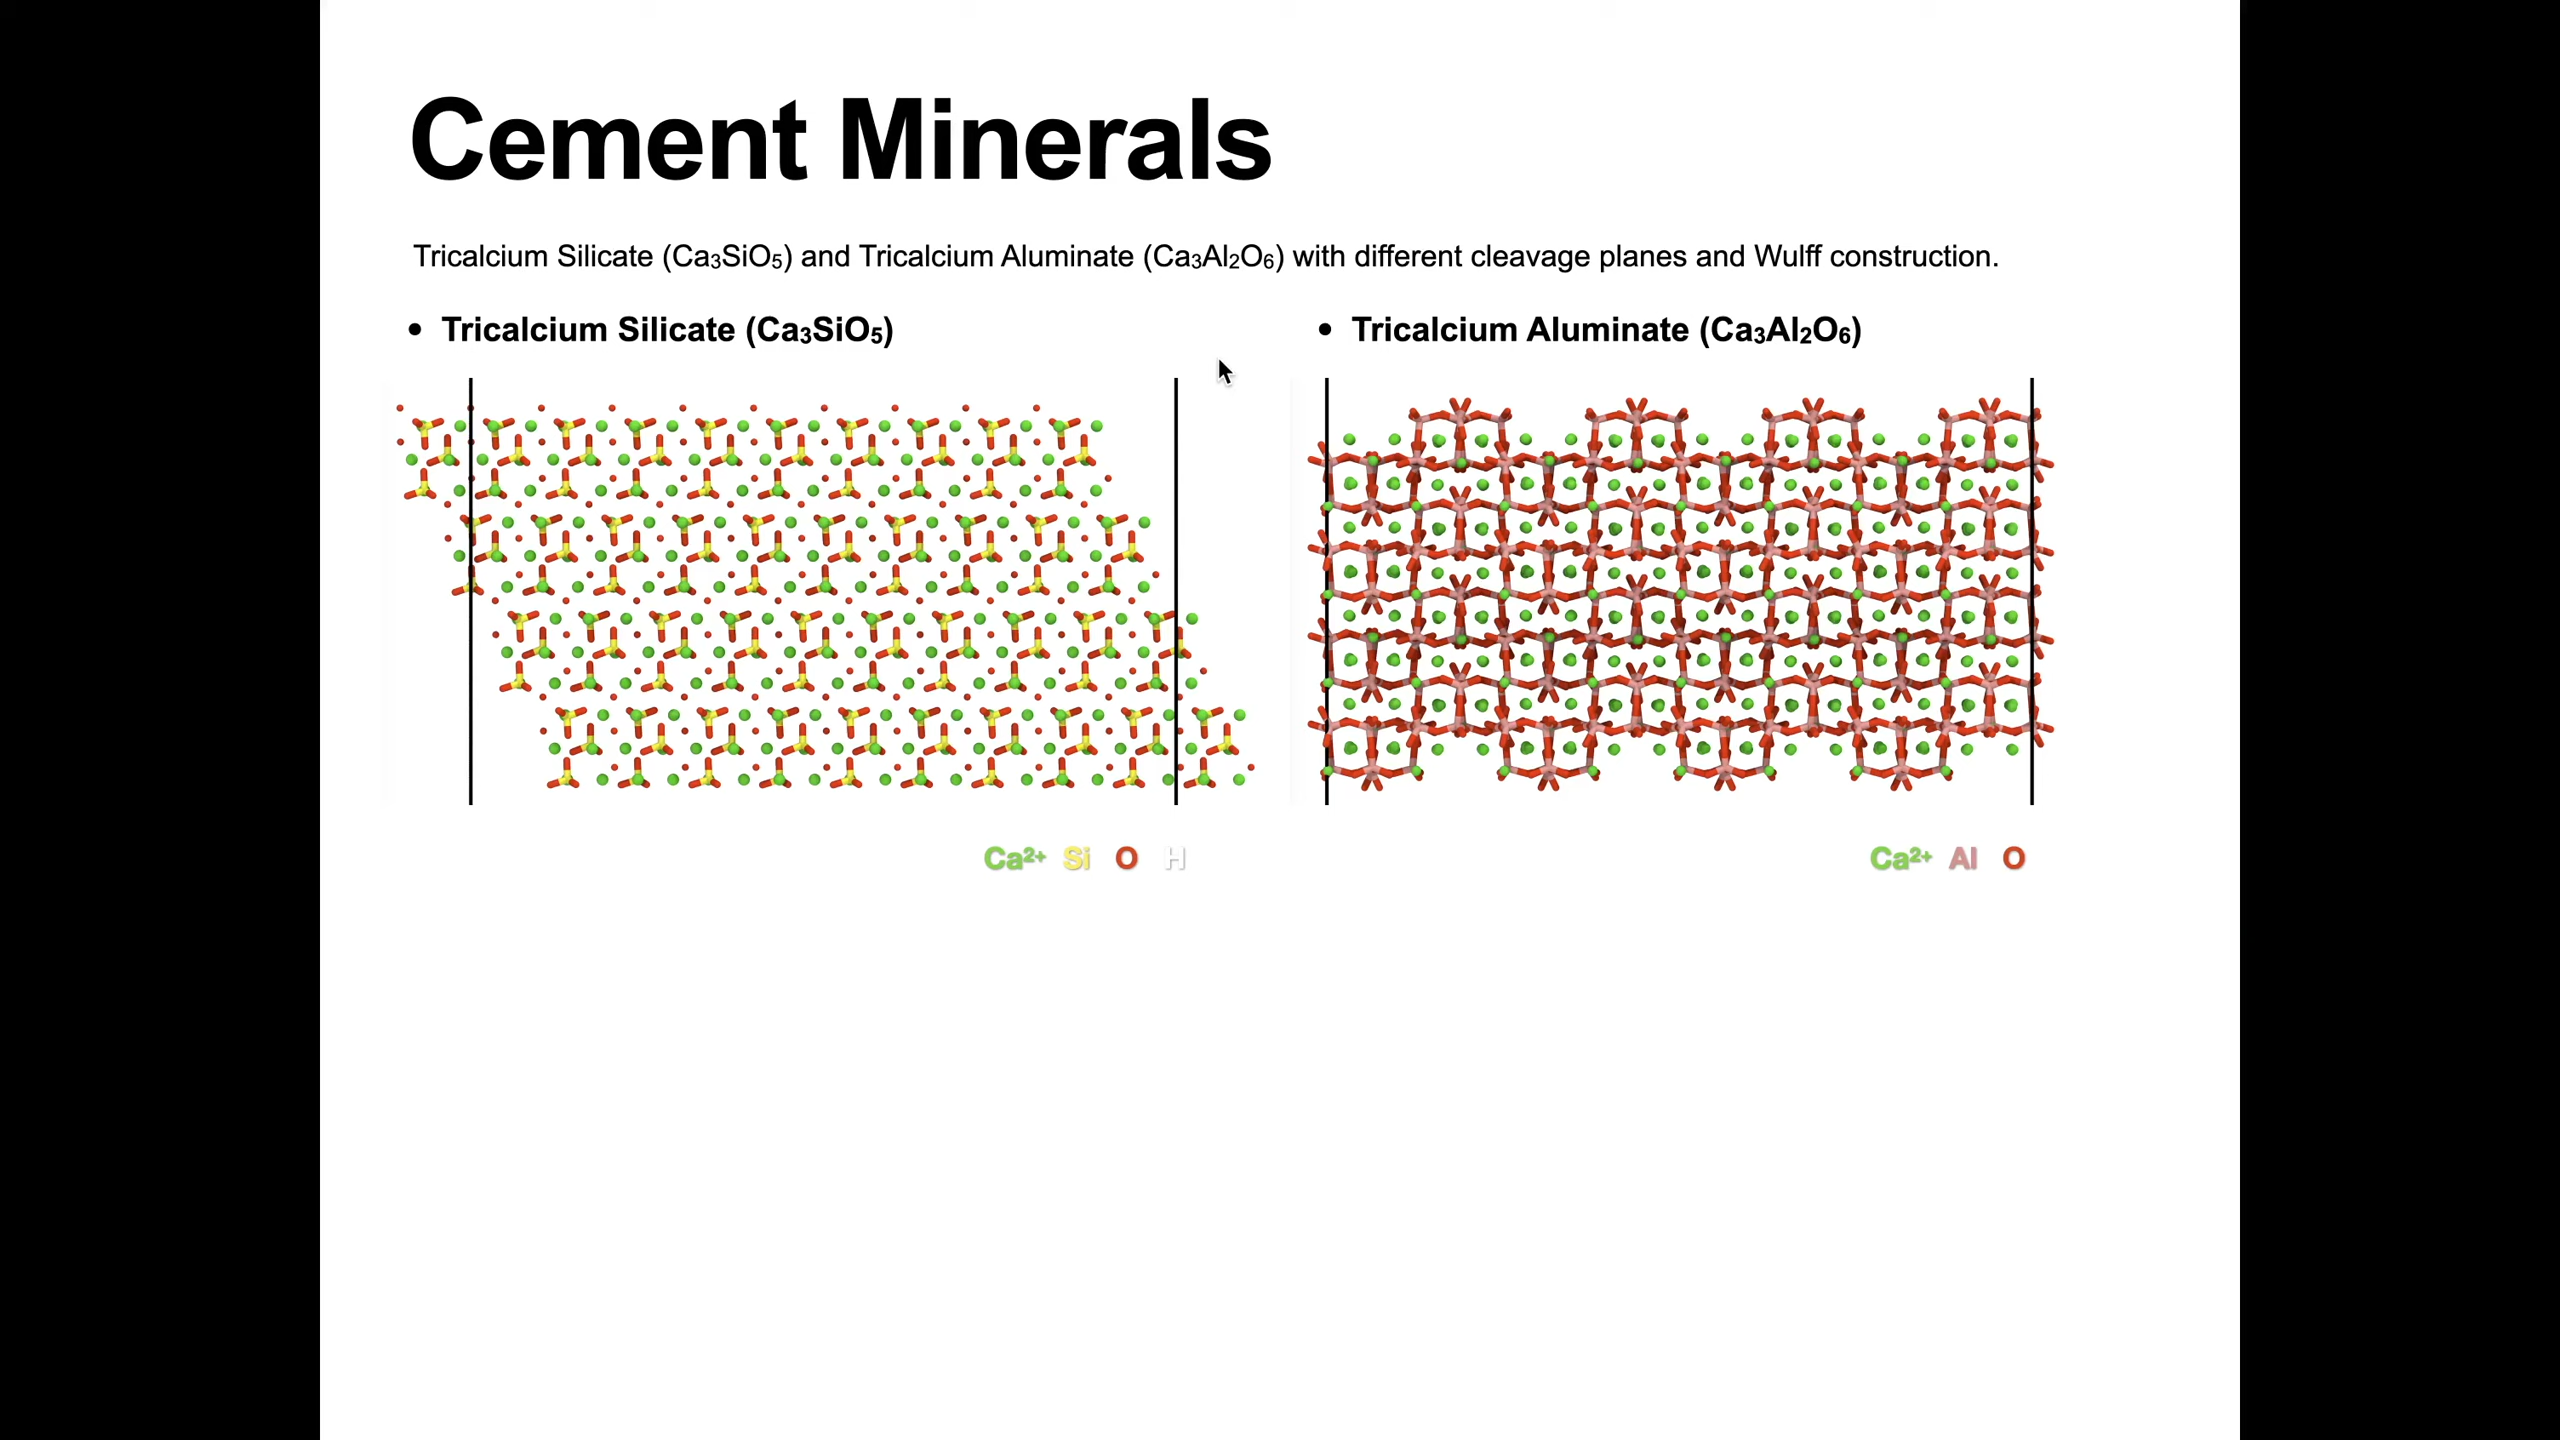 Cement Minerals
Tricalcium Silicate (Ca₃SiO₅) and Tricalcium Aluminate (Ca₃Al₂O₆) with different cleavage planes and Wulff construction.
• Tricalcium Silicate (Ca₃SiO₅)
• Tricalcium Aluminate (Ca₃Al₂O₆)
Ca²⁺ Si O H
Ca²⁺ Al O